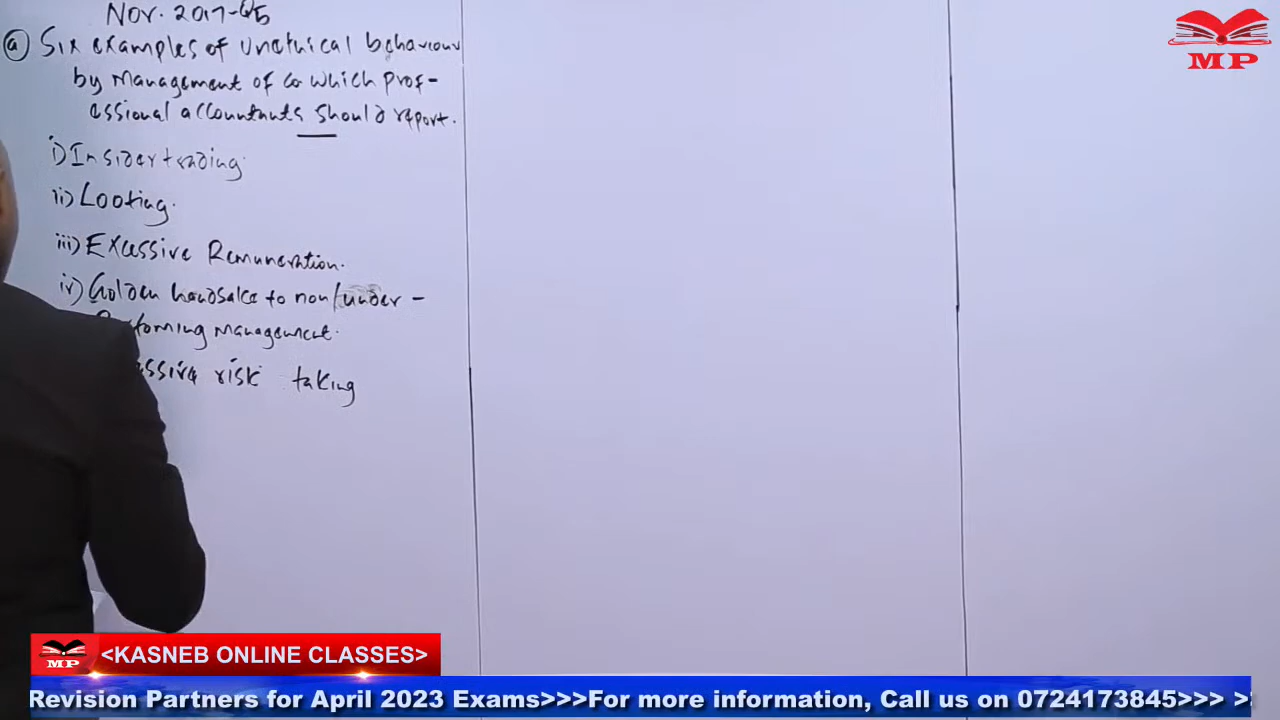 Nov. 2017-Q5
a Six examples of unethical behaviour
by Management of co which prof-
essional accountants should report.
i) Insider trading.
ii) Looting.
iii) Excessive Remuneration.
iv) Golden handsake to non/under-
Performing management.
risk taking
MP
MP
<KASNEB ONLINE CLASSES>
Revision Partners for April 2023 Exams>>>For more information, Call us on 0724173845>>> >